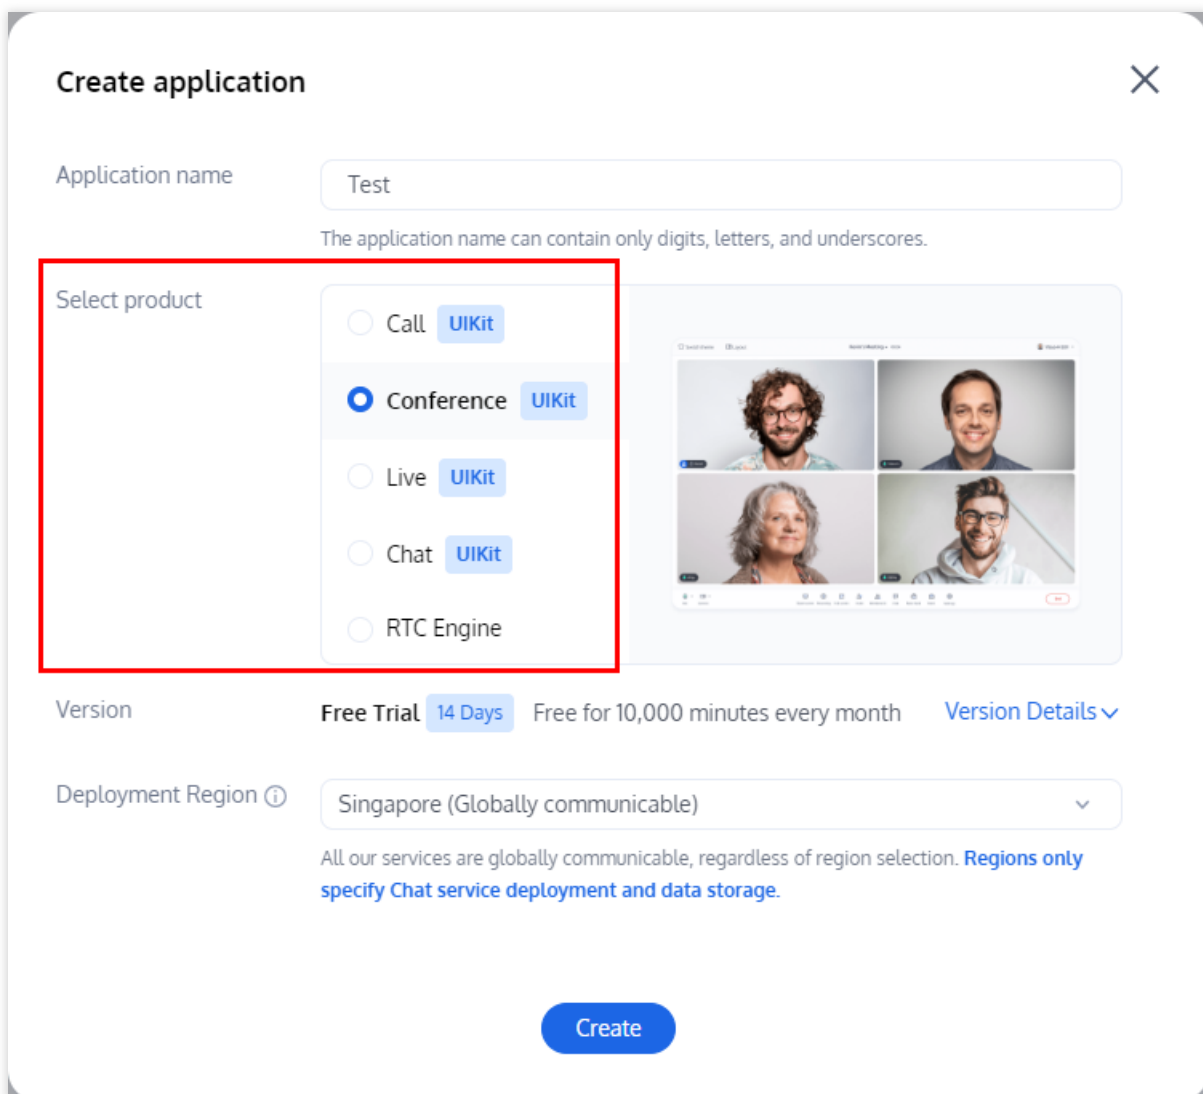 Create application
Application name
Test
The application name can contain only digits, letters, and underscores.
Select product
Call UIKit
Conference UIKit
Live UIKit
Chat UIKit
RTC Engine
Version
Free Trial 14 Days Free for 10,000 minutes every month Version Details
Deployment Region
Singapore (Globally communicable)
All our services are globally communicable, regardless of region selection. Regions only
specify Chat service deployment and data storage.
Create